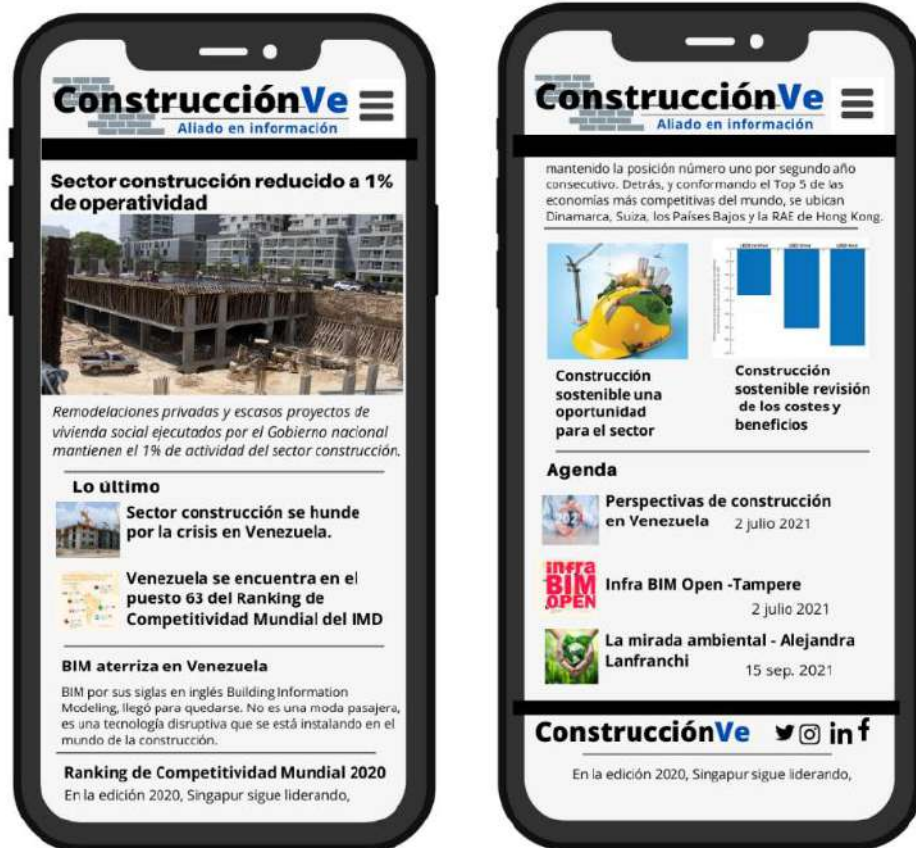 ConstrucciónVe
Aliado en información
Sector construcción reducido a 1%
de operatividad
Remodelaciones privadas y escasos proyectos de
vivienda social ejecutados por el Gobierno nacional
mantienen el 1% de actividad del sector construcción.
Lo último
Sector construcción se hunde
por la crisis en Venezuela.
Venezuela se encuentra en el
puesto 63 del Ranking de
Competitividad Mundial del IMD
BIM aterriza en Venezuela
BIM por sus siglas en inglés Building Information
Modeling, llegó para quedarse. No es una moda pasajera,
es una tecnología disruptiva que se está instalando en el
mundo de la construcción.
Ranking de Competitividad Mundial 2020
En la edición 2020, Singapur sigue liderando,
ConstrucciónVe
Aliado en información
mantenido la posición número uno por segundo año
consecutivo. Detrás, y conformando el Top 5 de las
economías más competitivas del mundo, se ubican
Dinamarca, Suiza, los Países Bajos y la RAE de Hong Kong.
Construcción
sostenible una
oportunidad
para el sector
Construcción
sostenible revisión
de los costes y
beneficios
Agenda
Perspectivas de construcción
en Venezuela 2 julio 2021
infra
BIM
OPEN
Infra BIM Open -Tampere
2 julio 2021
La mirada ambiental - Alejandra
Lanfranchi 15 sep. 2021
ConstrucciónVe
En la edición 2020, Singapur sigue liderando,